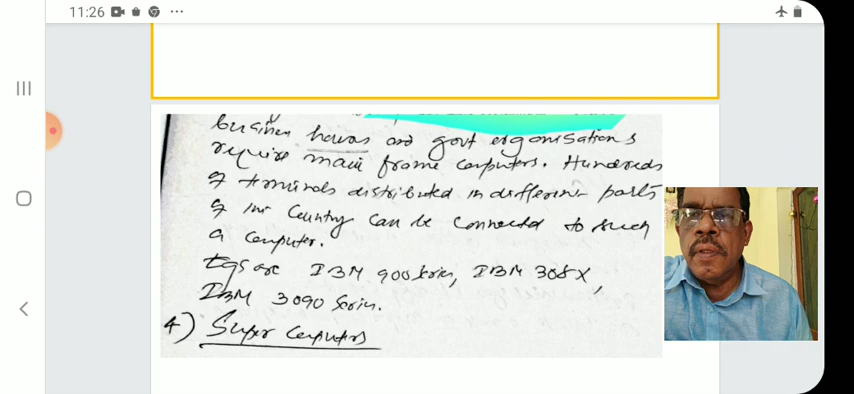 11:26
business houses and govt organisations
require main frame computers. Hundreds
of terminals distributed in different parts
of the Country can be connected to such
a computer.
Egs are IBM 900 series, IBM 308X,
IBM 3090 Series.
4) Super Computers